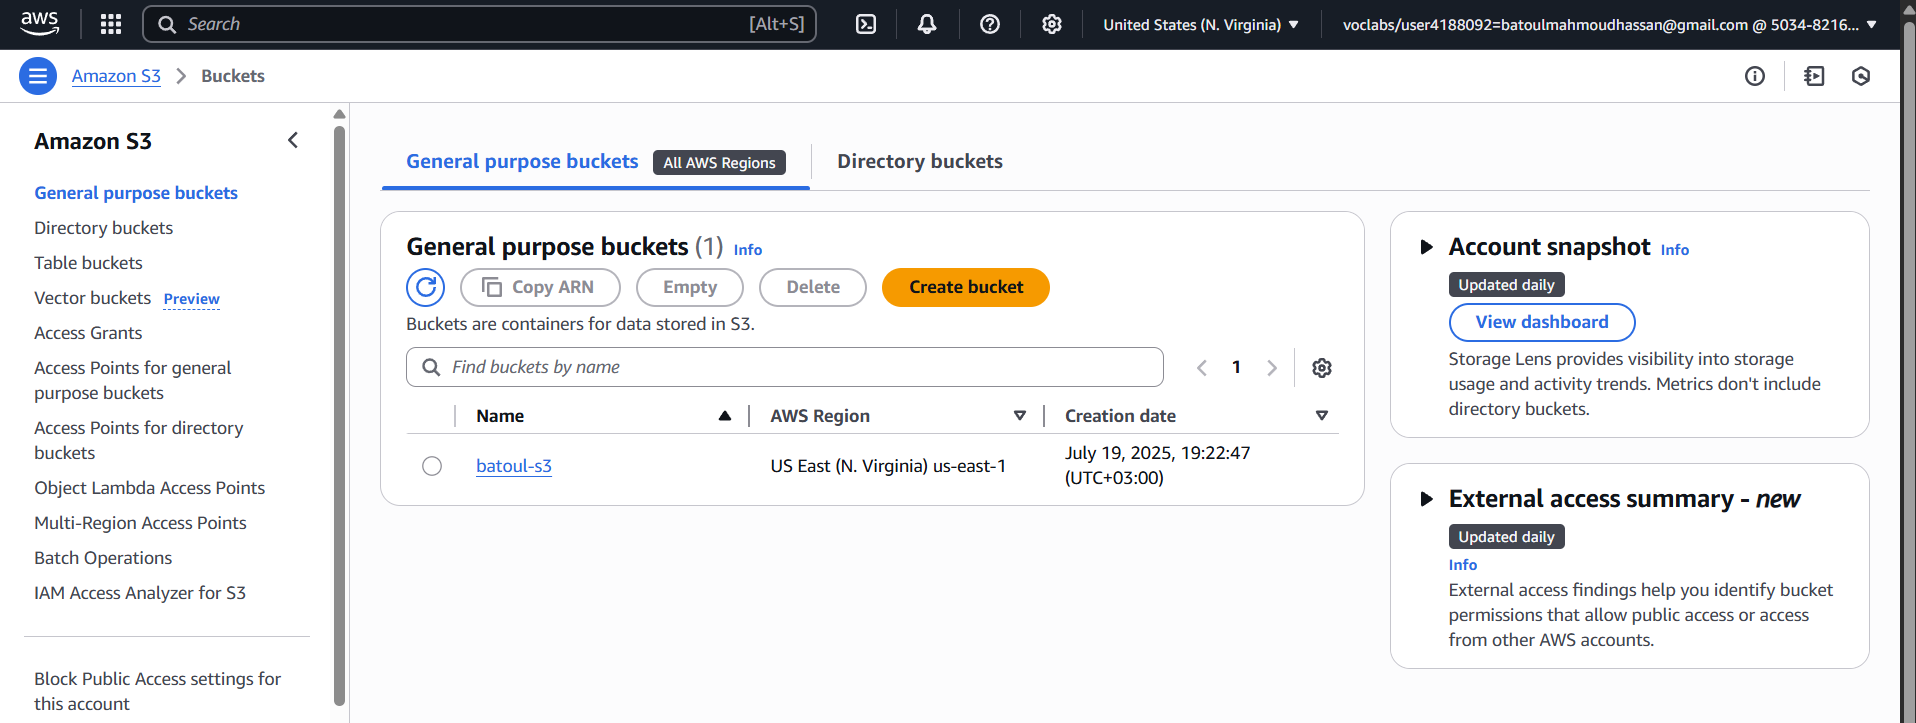 aws
Search [Alt+S]
United States (N. Virginia)
voclabs/user4188092=batoulmahmoudhassan@gmail.com @ 5034-8216...
Amazon S3 > Buckets
Amazon S3
General purpose buckets
Directory buckets
Table buckets
Vector buckets Preview
Access Grants
Access Points for general
purpose buckets
Access Points for directory
buckets
Object Lambda Access Points
Multi-Region Access Points
Batch Operations
IAM Access Analyzer for S3
Block Public Access settings for
this account
General purpose buckets All AWS Regions
Directory buckets
General purpose buckets (1) Info
Copy ARN Empty Delete Create bucket
Buckets are containers for data stored in S3.
Find buckets by name
1
Name AWS Region Creation date
batoul-s3 US East (N. Virginia) us-east-1 July 19, 2025, 19:22:47
(UTC+03:00)
Account snapshot Info
Updated daily
View dashboard
Storage Lens provides visibility into storage
usage and activity trends. Metrics don't include
directory buckets.
External access summary - new
Updated daily
Info
External access findings help you identify bucket
permissions that allow public access or access
from other AWS accounts.